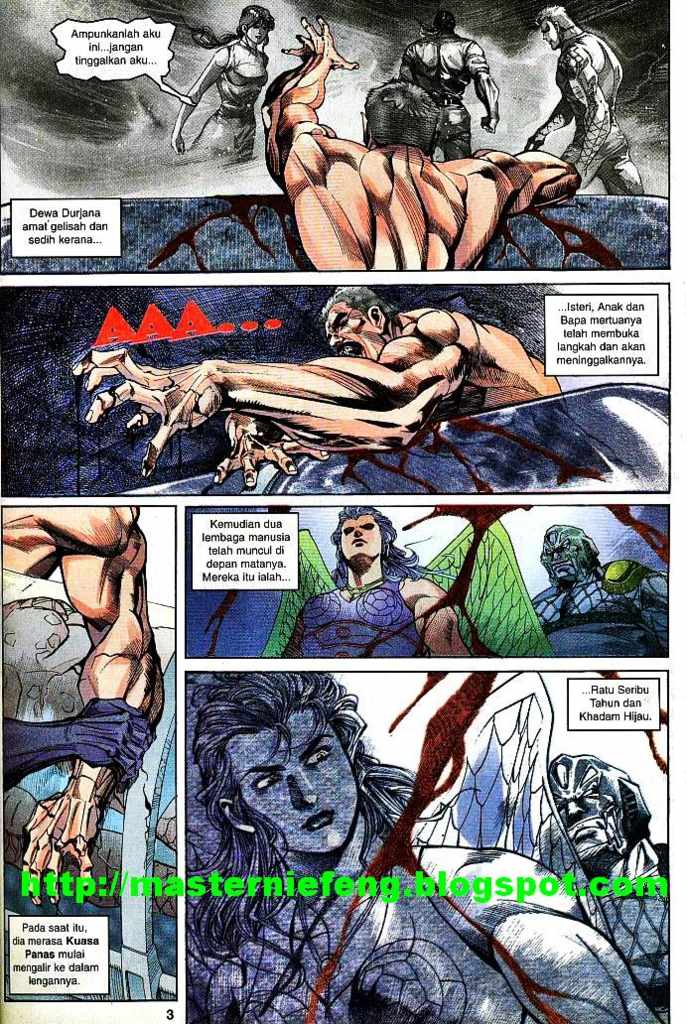 Ampunkanlah aku
ini...jangan
tinggalkan aku...
Dewa Durjana
amat gelisah dan
sedih kerana...
AAA...
...Isteri, Anak dan
Bapa mertuanya
telah membuka
langkah dan akan
meninggalkannya.
Kemudian dua
lembaga manusia
telah muncul di
depan matanya.
Mereka itu ialah...
...Ratu Seribu
Tahun dan
Khadam Hijau.
http://masterniefeng.blogspot.com
Pada saat itu,
dia merasa Kuasa
Panas mulai
mengalir ke dalam
lengannya.
3